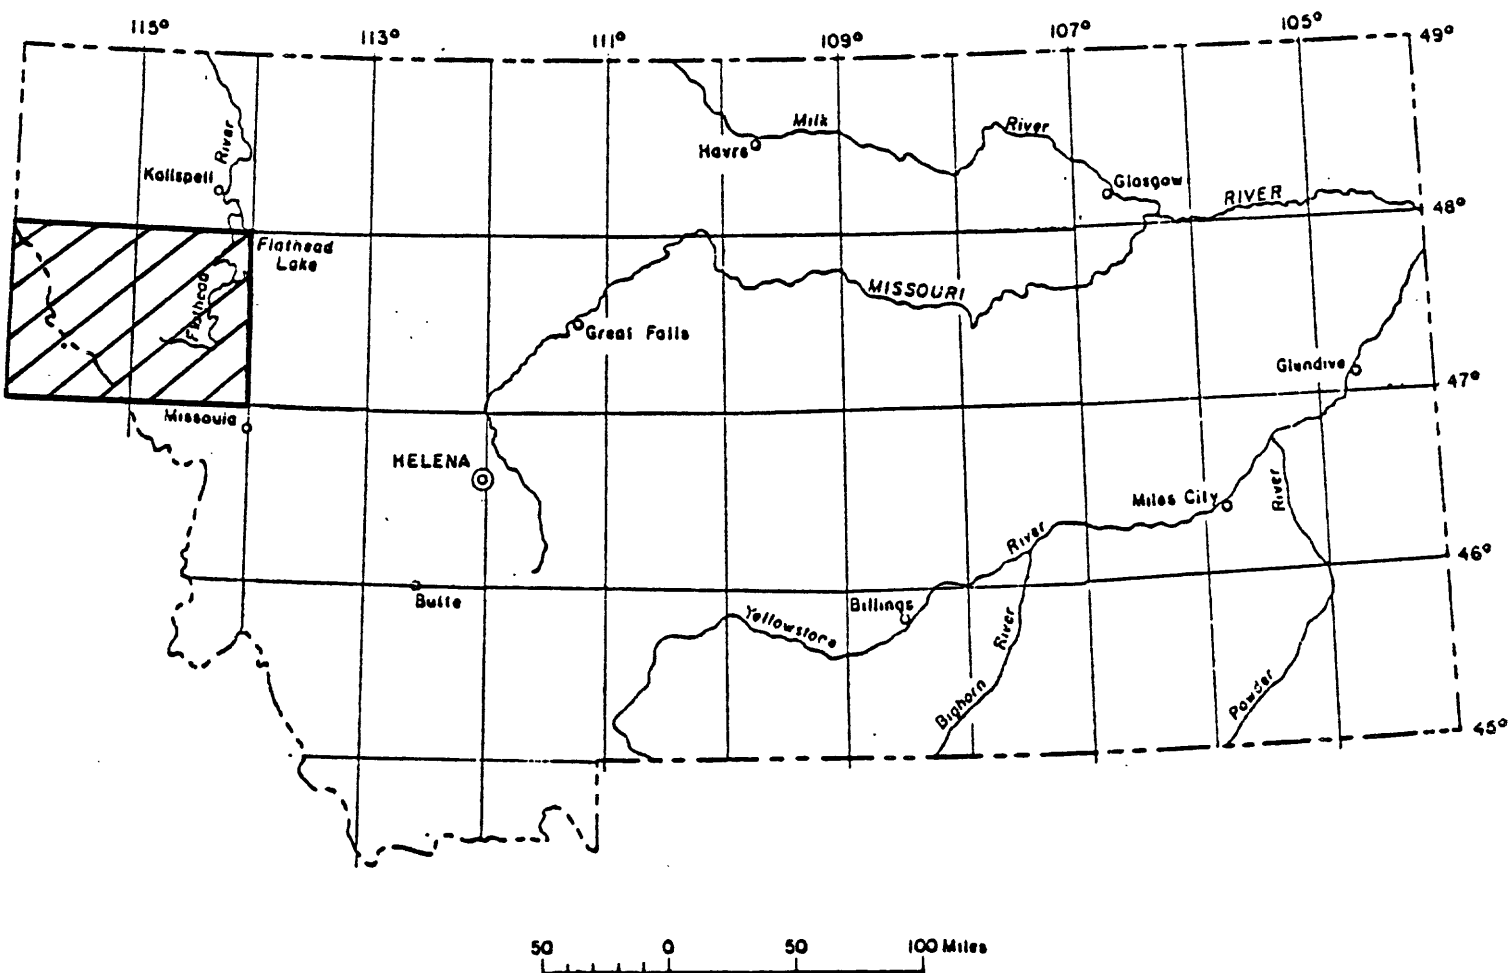 115°
113°
111°
109°
107°
105°
49°
River
Milk
River
Havre
Kalispell
Glasgow
RIVER
48°
Flathead
Lake
Flathead
MISSOURI
Great Falls
Glendive
47°
Missoula
HELENA
Miles City
River
River
46°
Butte
Billings
Yellowstone
River
Bighorn
Powder
45°
50 0 50 100 Miles